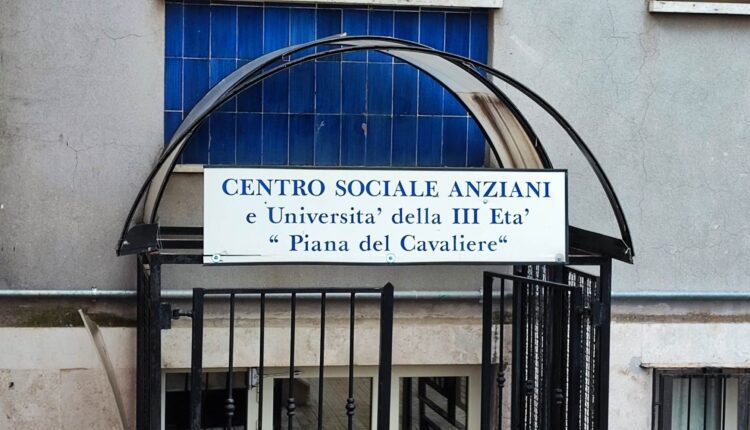 CENTRO SOCIALE ANZIANI
e Universita' della III Eta'
“ Piana del Cavaliere“